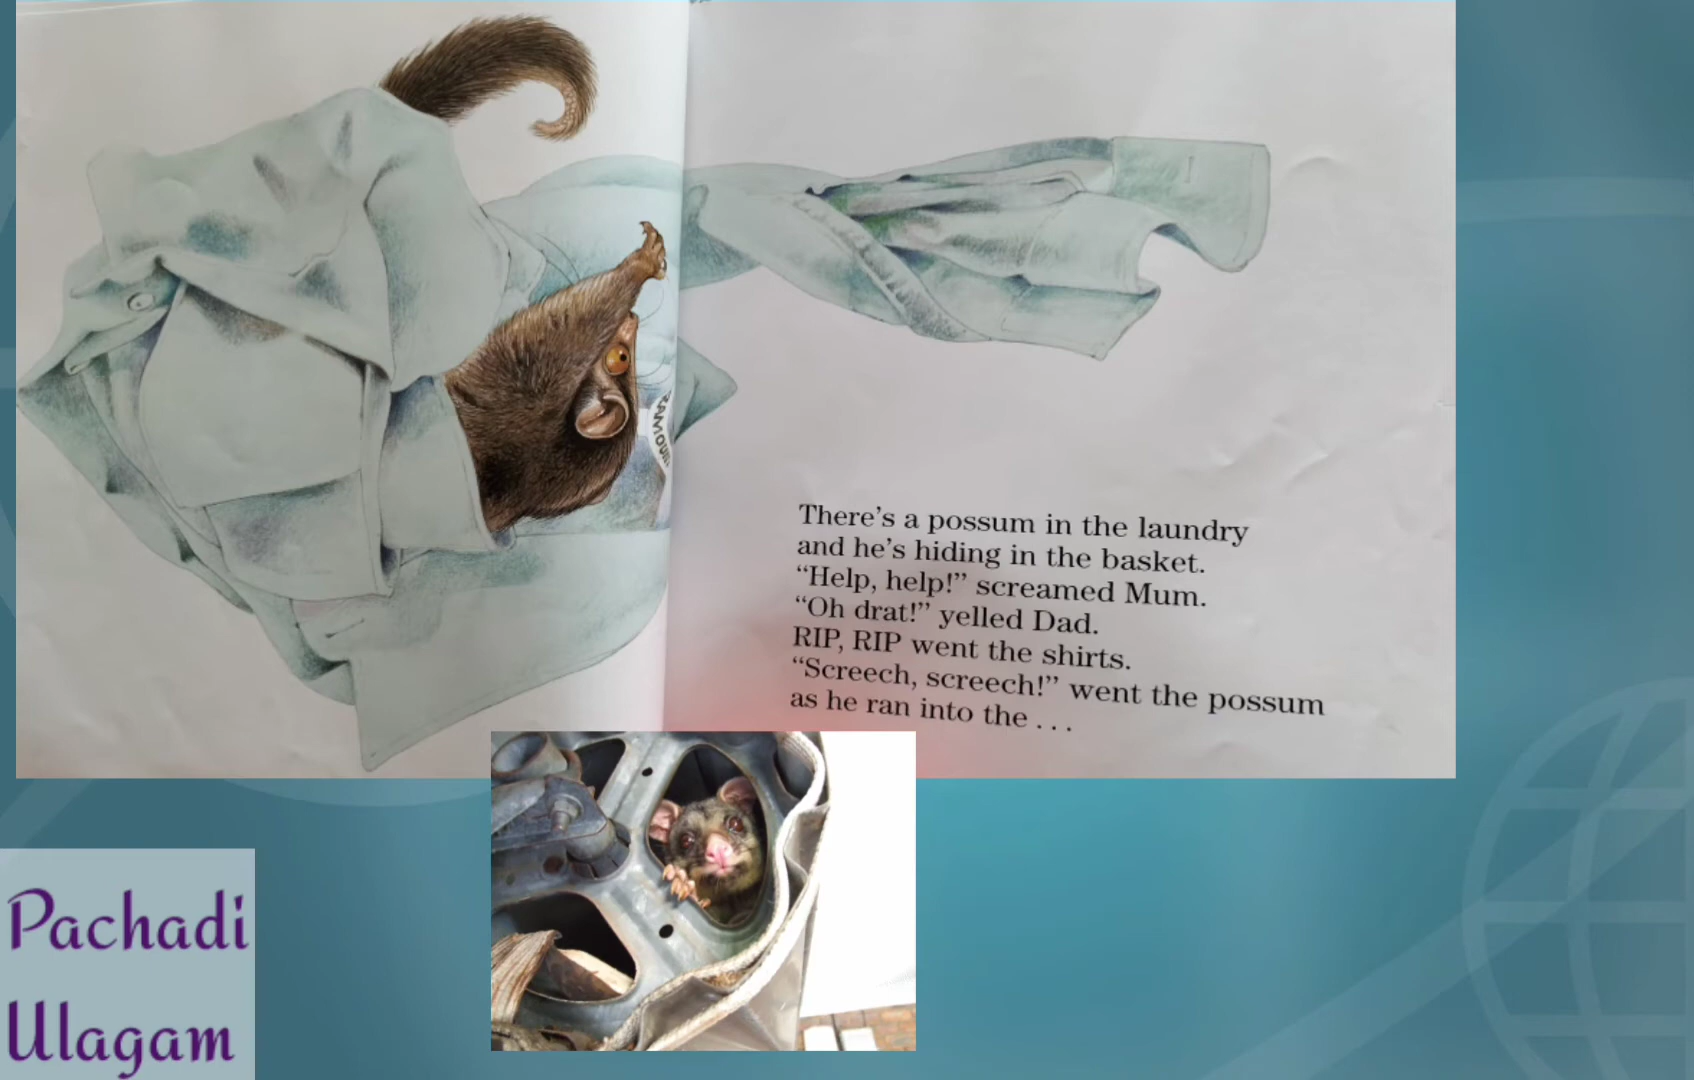 There's a possum in the laundry
and he's hiding in the basket.
“Help, help!” screamed Mum.
“Oh drat!” yelled Dad.
RIP, RIP went the shirts.
“Screech, screech!” went the possum
as he ran into the . . .
Pachadi
Ulagam